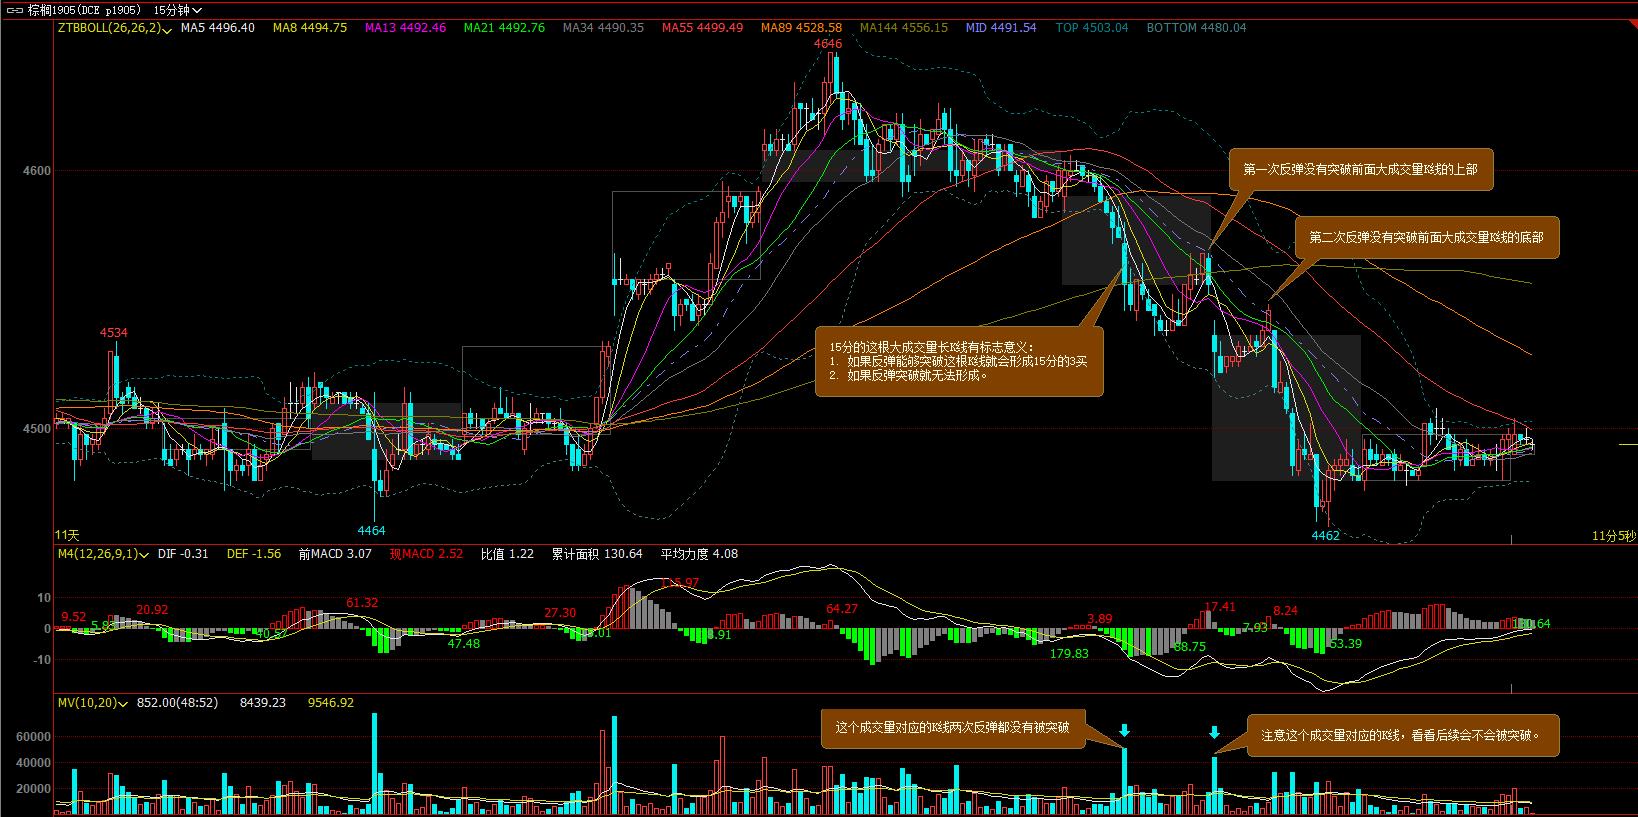 棕榈1905(DCE p1905) 15分钟
ZTBBOLL(26,26,2) MA5 4496.40 MA8 4494.75 MA13 4492.46 MA21 4492.76 MA34 4490.35 MA55 4499.49 MA89 4528.58 MA144 4556.15 MID 4491.54 TOP 4503.04 BOTTOM 4480.04
4646
第一次反弹没有突破前面大成交量K线的上部
4600
第二次反弹没有突破前面大成交量K线的底部
4534
15分的这根大成交量长K线有标志意义:
1. 如果反弹能够突破这根K线就会形成15分的3买
2. 如果反弹突破就无法形成。
4500
4464
4462
11天
11分5秒
M4(12,26,9,1) DIF -0.31 DEF -1.56 前MACD 3.07 现MACD 2.52 比值 1.22 累计面积 130.64 平均力度 4.08
10
0
-10
9.52
20.92
61.32
47.48
27.30
64.27
179.83
3.89
17.41
88.75
7.93
8.24
53.39
MV(10,20) 852.00(48:52) 8439.23 9546.92
这个成交量对应的K线两次反弹都没有被突破
注意这个成交量对应的K线，看看后续会不会被突破。
60000
40000
20000